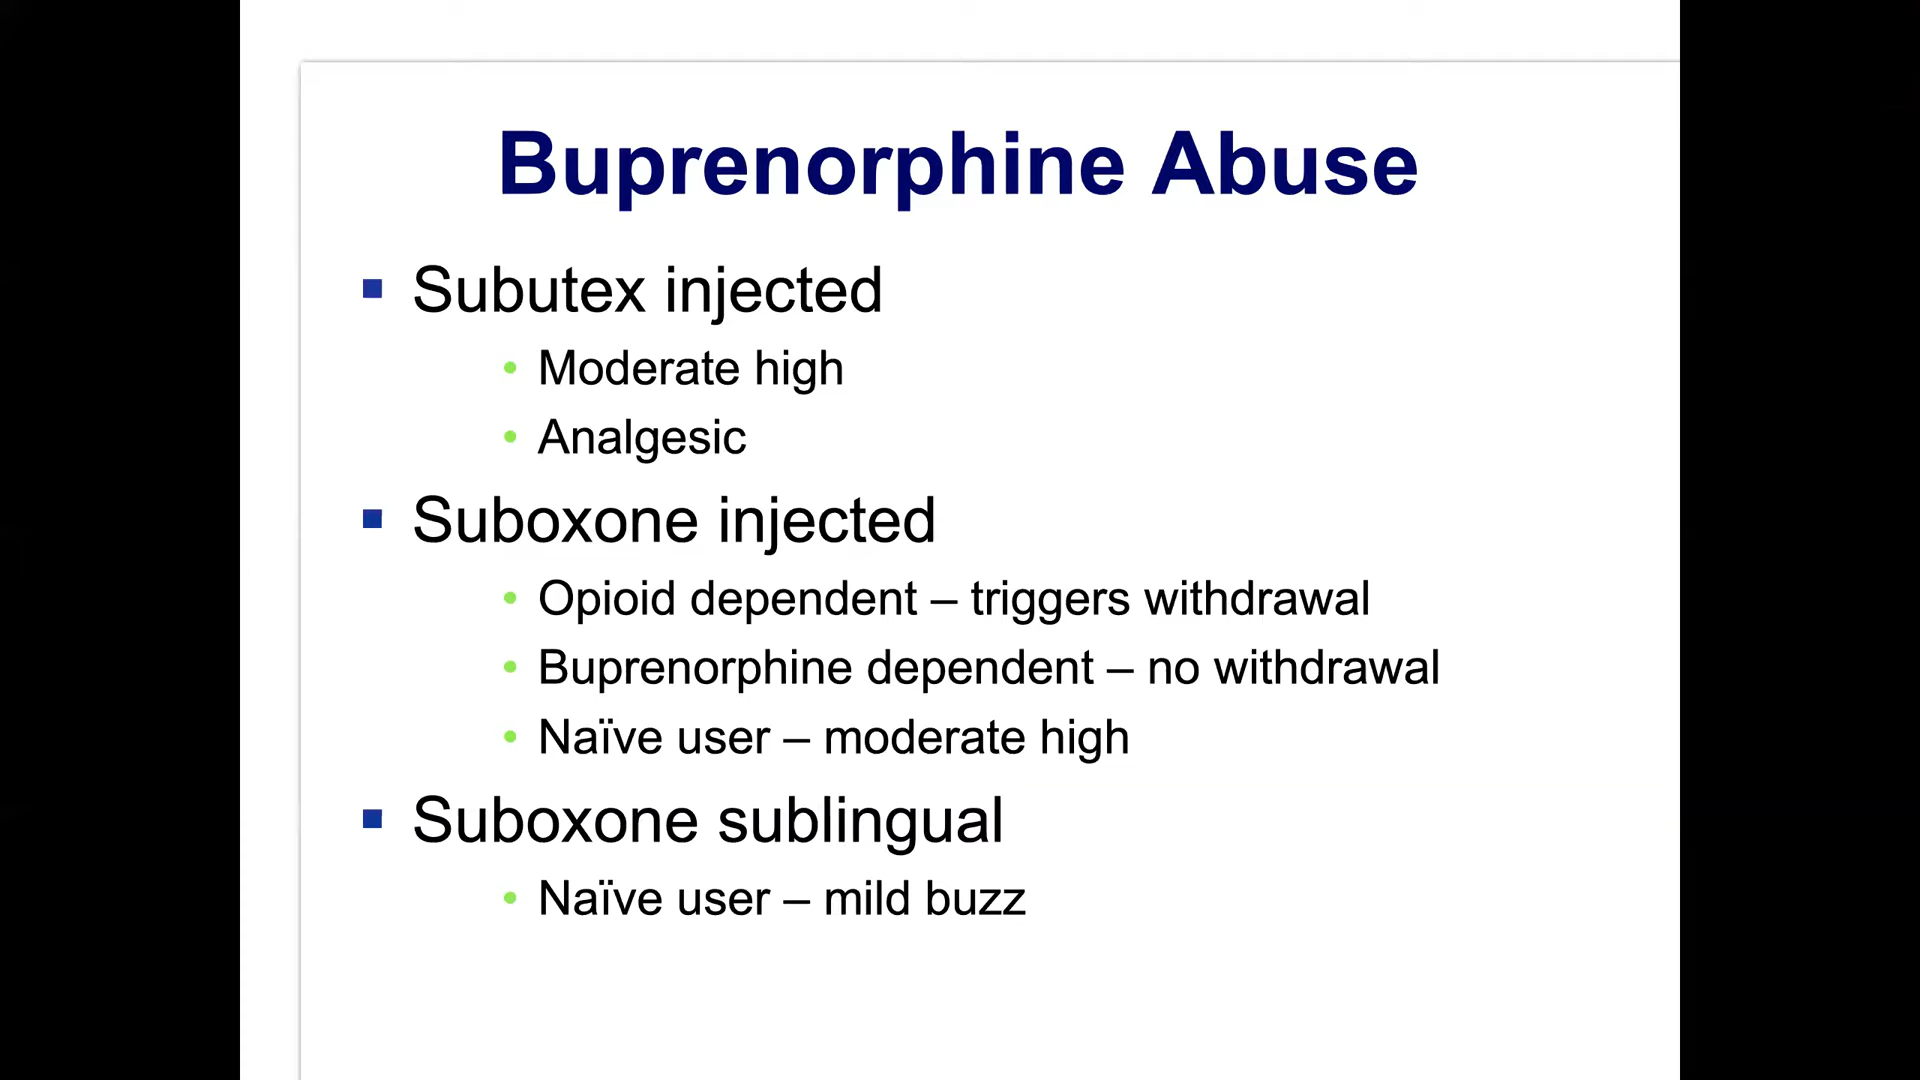 Buprenorphine Abuse
Subutex injected
Moderate high
Analgesic
Suboxone injected
Opioid dependent – triggers withdrawal
Buprenorphine dependent – no withdrawal
Naïve user – moderate high
Suboxone sublingual
Naïve user – mild buzz